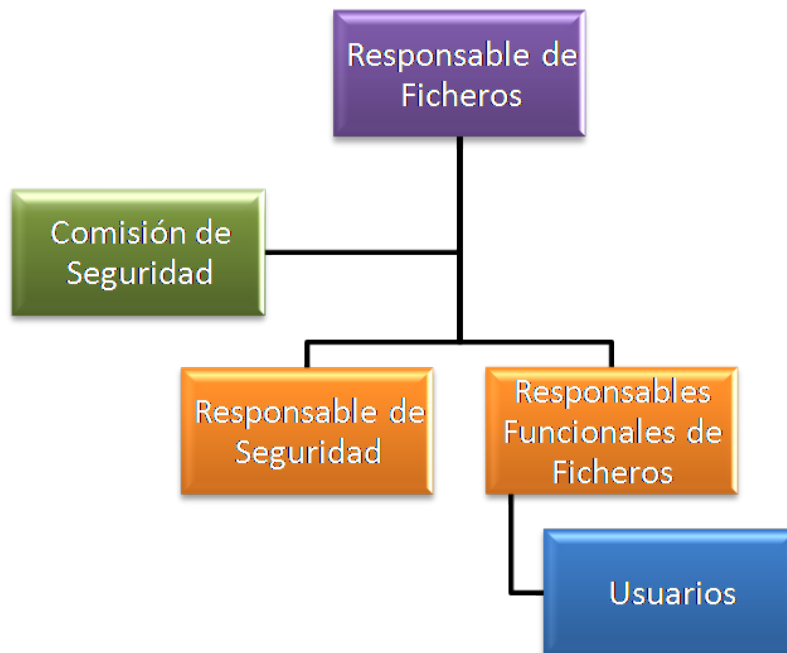 Responsable de
Ficheros
Comisión de
Seguridad
Responsable de
Seguridad
Responsables
Funcionales de
Ficheros
Usuarios